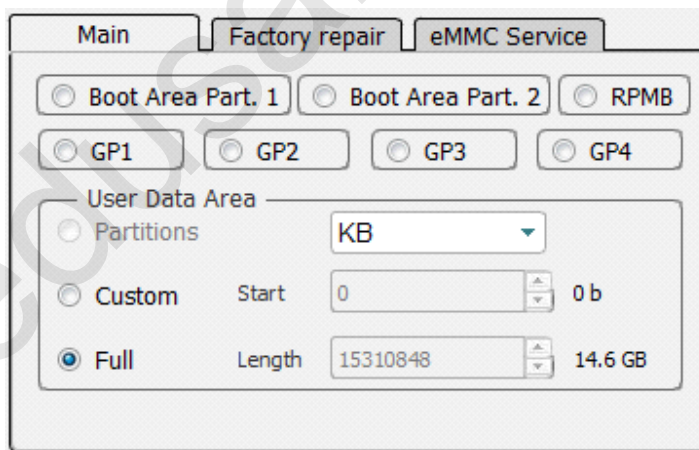 Main Factory repair eMMC Service
Boot Area Part. 1 Boot Area Part. 2 RPMB
GP1 GP2 GP3 GP4
User Data Area
Partitions KB
Custom Start 0 0 b
Full Length 15310848 14.6 GB